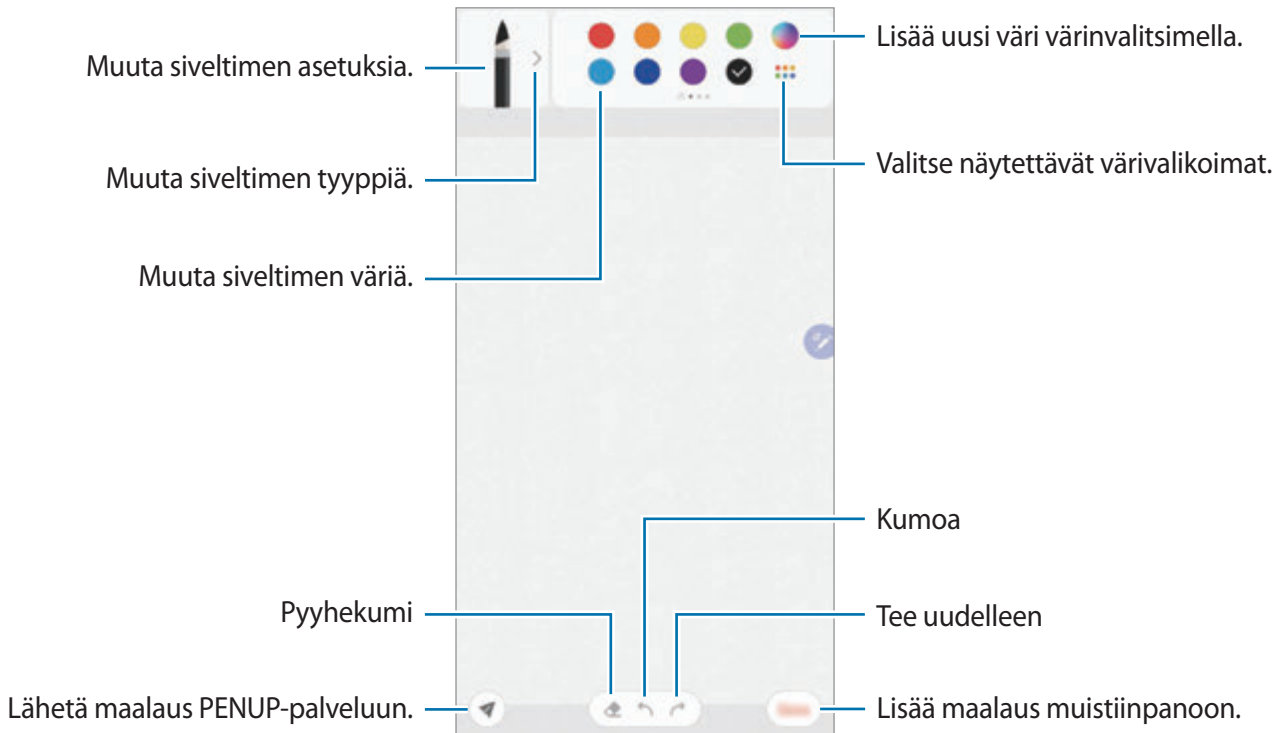 Muuta siveltimen asetuksia.
Muuta siveltimen tyyppiä.
Muuta siveltimen väriä.
Pyyhekumi
Lähetä maalaus PENUP-palveluun.
Lisää uusi väri värinvalitsimella.
Valitse näytettävät värivalikoimat.
Kumoa
Tee uudelleen
Lisää maalaus muistiinpanoon.